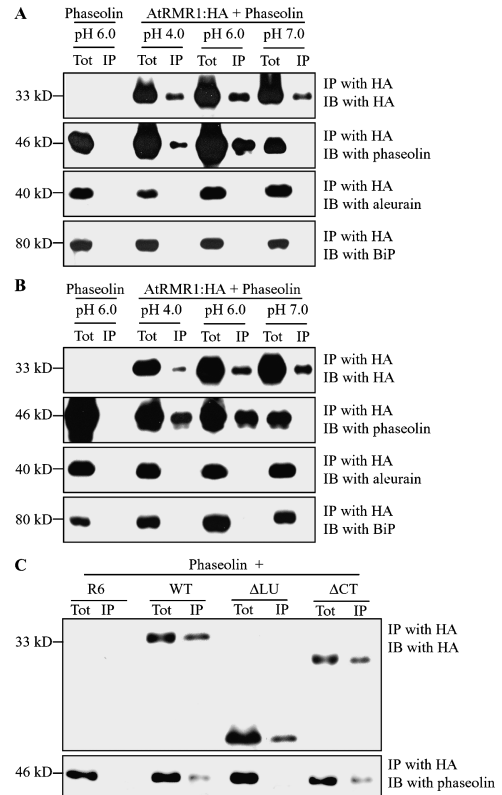 A
Phaseolin AtRMR1:HA + Phaseolin
pH 6.0 pH 4.0 pH 6.0 pH 7.0
Tot IP Tot IP Tot IP Tot IP
33 kD IP with HA
IB with HA
46 kD IP with HA
IB with phaseolin
40 kD IP with HA
IB with aleurain
80 kD IP with HA
IB with BiP
B
Phaseolin AtRMR1:HA + Phaseolin
pH 6.0 pH 4.0 pH 6.0 pH 7.0
Tot IP Tot IP Tot IP Tot IP
33 kD IP with HA
IB with HA
46 kD IP with HA
IB with phaseolin
40 kD IP with HA
IB with aleurain
80 kD IP with HA
IB with BiP
C
Phaseolin +
R6 WT ΔLU ΔCT
Tot IP Tot IP Tot IP Tot IP
33 kD IP with HA
IB with HA
46 kD IP with HA
IB with phaseolin